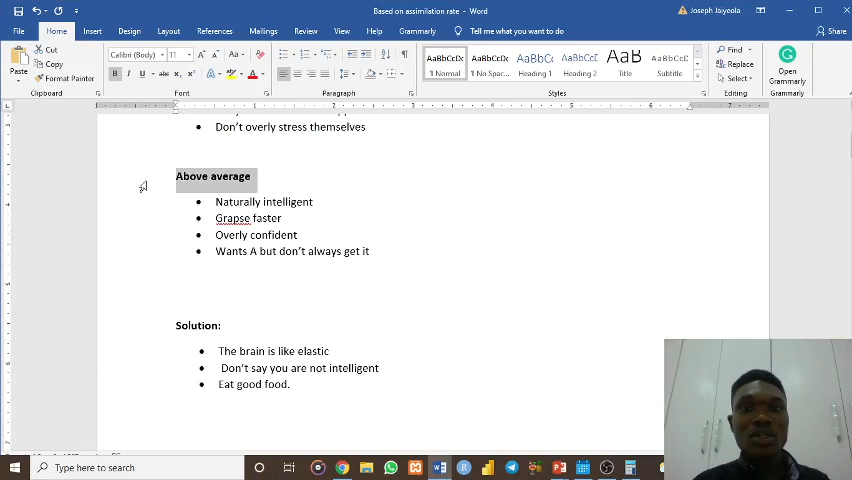 Based on assimilation rate - Word
Joseph Jaiyeola
File Home Insert Design Layout References Mailings Review View Help Grammarly Tell me what you want to do Share
Cut
Copy
Format Painter
Paste
Clipboard
Calibri (Body) 11
Font
Paragraph
AaBbCcDc AaBbCcDc AaBbCc AaBbCcD AaB AaBbCcD
¶ Normal ¶ No Spac... Heading 1 Heading 2 Title Subtitle
Styles
Find
Replace
Select
Editing
Open Grammarly
Grammarly
Don't overly stress themselves
Above average
Naturally intelligent
Grapse faster
Overly confident
Wants A but don't always get it
Solution:
The brain is like elastic
Don't say you are not intelligent
Eat good food.
Type here to search